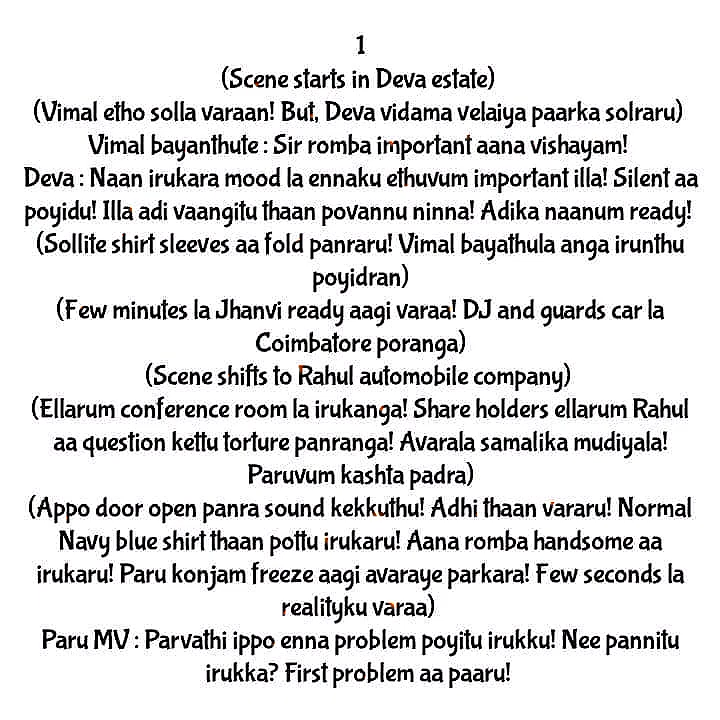 1
(Scene starts in Deva estate)
(Vimal etho solla varaan! But, Deva vidama velaiya paarka solraru)
Vimal bayanthute : Sir romba important aana vishayam!
Deva : Naan irukara mood la ennaku ethuvum important illa! Silent aa
poyidu! Illa adi vaangitu thaan povannu ninna! Adika naanum ready!
(Sollite shirt sleeves aa fold panraru! Vimal bayathula anga irunthu
poyidran)
(Few minutes la Jhanvi ready aagi varaa! DJ and guards car la
Coimbatore poranga)
(Scene shifts to Rahul automobile company)
(Ellarum conference room la irukanga! Share holders ellarum Rahul
aa question kettu torture panranga! Avarala samalika mudiyala!
Paruvum kashta padra)
(Appo door open panra sound kekkuthu! Adhi thaan vararu! Normal
Navy blue shirt thaan pottu irukaru! Aana romba handsome aa
irukaru! Paru konjam freeze aagi avaraye parkara! Few seconds la
realityku varaa)
Paru MV : Parvathi ippo enna problem poyitu irukku! Nee pannitu
irukka? First problem aa paaru!